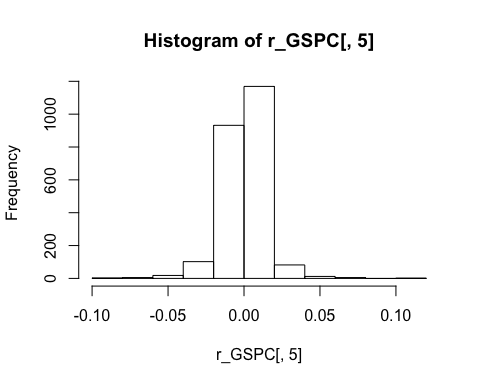 Histogram of r_GSPC[, 5]
Frequency
1000
600
200
0
-0.10 -0.05 0.00 0.05 0.10
r_GSPC[, 5]